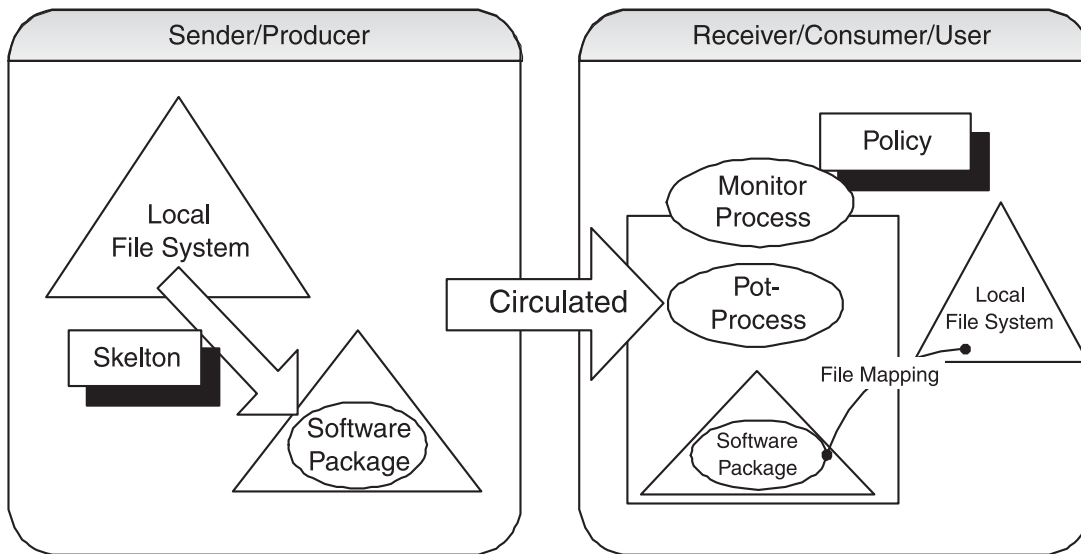 Sender/Producer
Local
File System
Skelton
Software
Package
Circulated
Receiver/Consumer/User
Policy
Monitor
Process
Pot-
Process
Local
File System
File Mapping
Software
Package